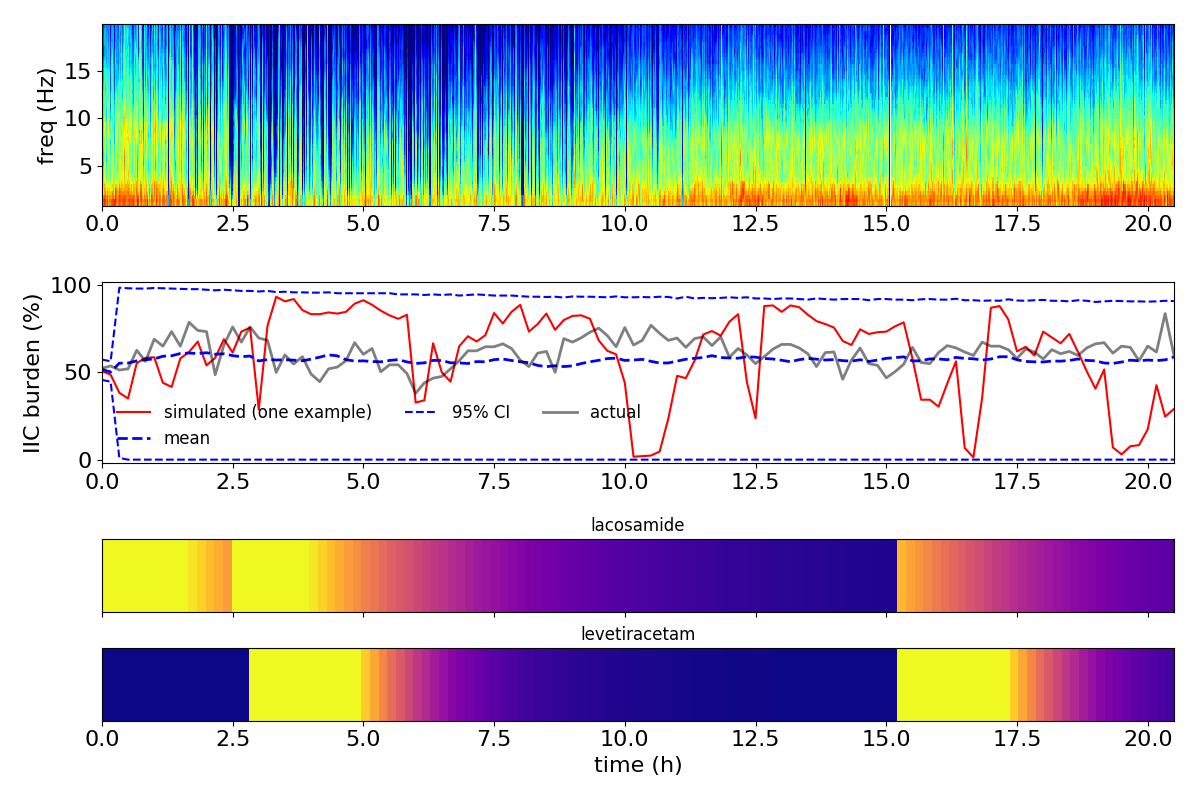 freq (Hz)
15
10
5
0.0 2.5 5.0 7.5 10.0 12.5 15.0 17.5 20.0
IIC burden (%)
100
50
0
simulated (one example) 95% CI actual
mean
0.0 2.5 5.0 7.5 10.0 12.5 15.0 17.5 20.0
lacosamide
levetiracetam
0.0 2.5 5.0 7.5 10.0 12.5 15.0 17.5 20.0
time (h)